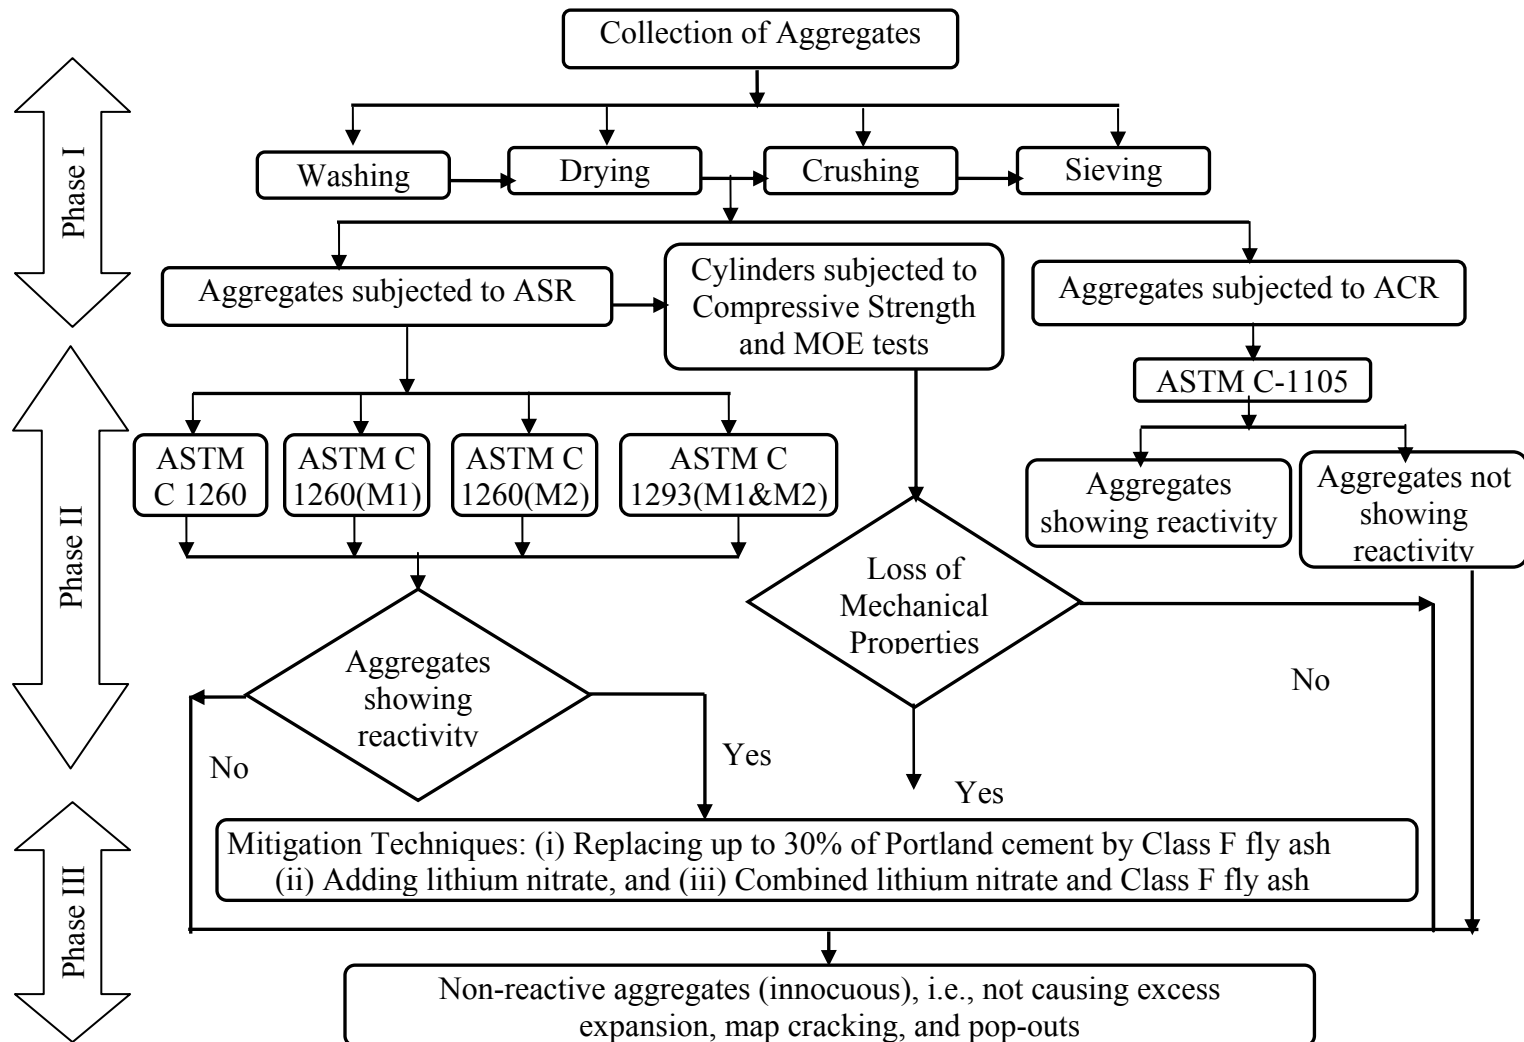 Collection of Aggregates
Phase I
Washing
Drying
Crushing
Sieving
Aggregates subjected to ASR
Cylinders subjected to
Compressive Strength
and MOE tests
Aggregates subjected to ACR
ASTM C-1105
Phase II
ASTM
C 1260
ASTM C
1260(M1)
ASTM C
1260(M2)
ASTM C
1293(M1&M2)
Aggregates
showing reactivity
Aggregates not
showing
reactivity
Loss of
Mechanical
Properties
Aggregates
showing
reactivity
No
No
Yes
Yes
Phase III
Mitigation Techniques: (i) Replacing up to 30% of Portland cement by Class F fly ash
(ii) Adding lithium nitrate, and (iii) Combined lithium nitrate and Class F fly ash
Non-reactive aggregates (innocuous), i.e., not causing excess
expansion, map cracking, and pop-outs